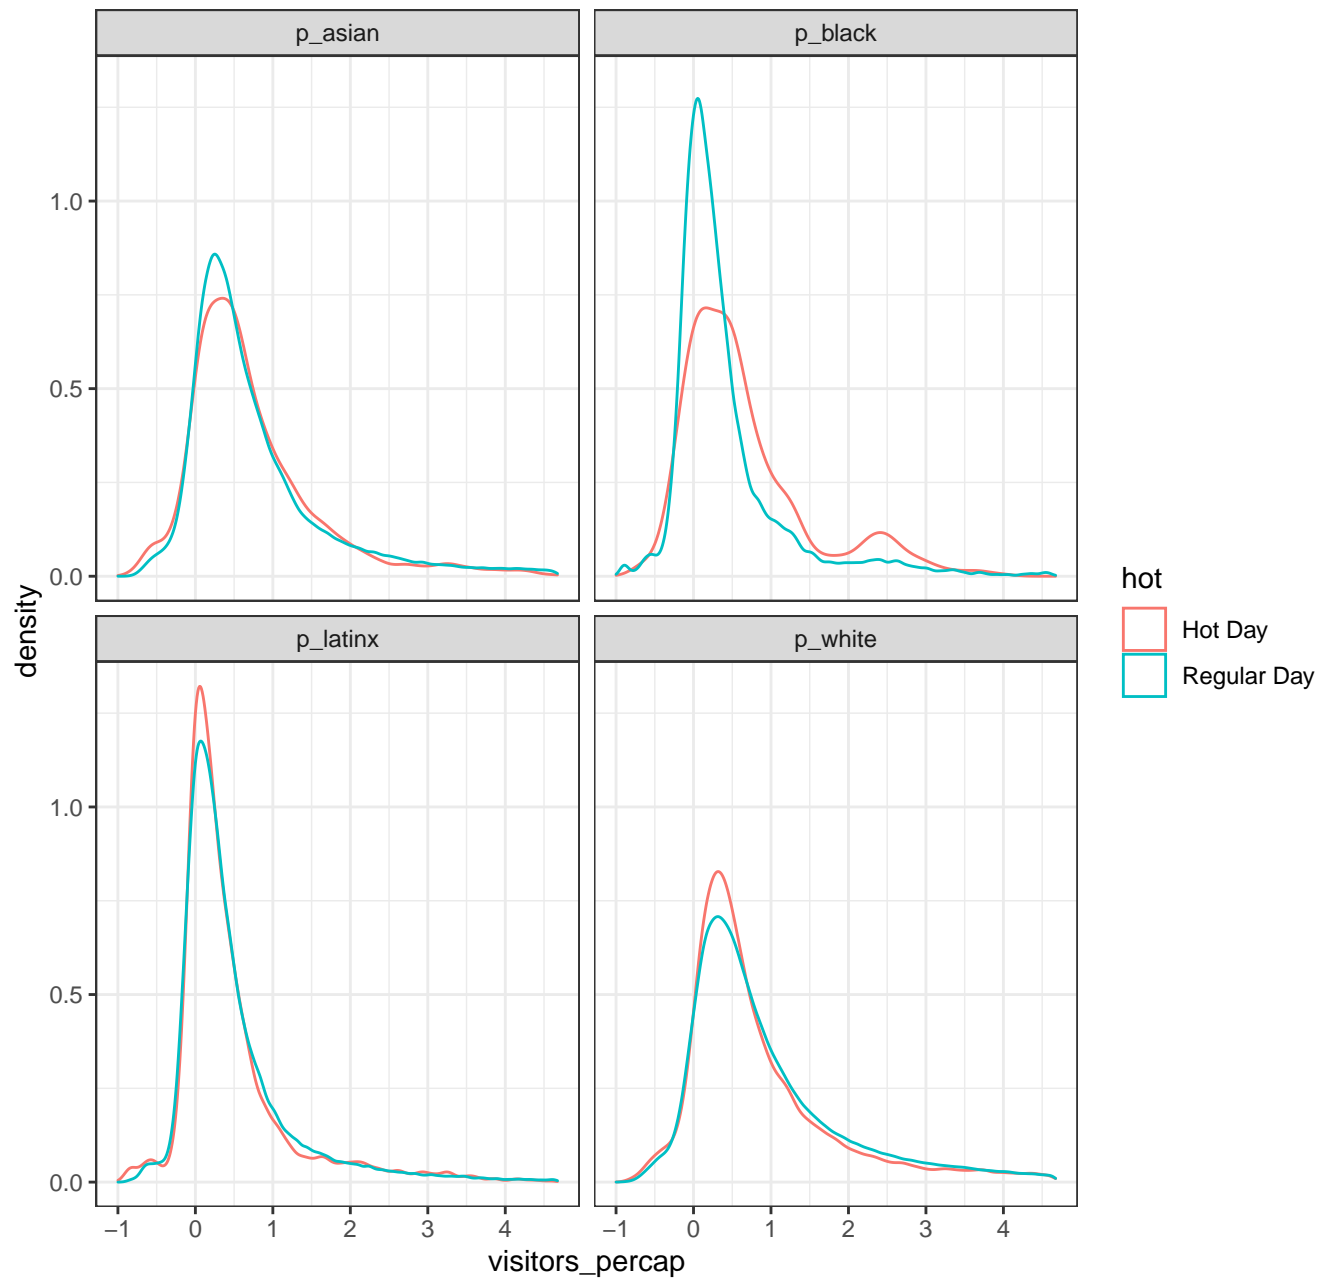 p_asian
p_black
1.0
0.5
0.0
density
p_latinx
p_white
1.0
0.5
0.0
−1 0 1 2 3 4
−1 0 1 2 3 4
visitors_percap
hot
Hot Day
Regular Day